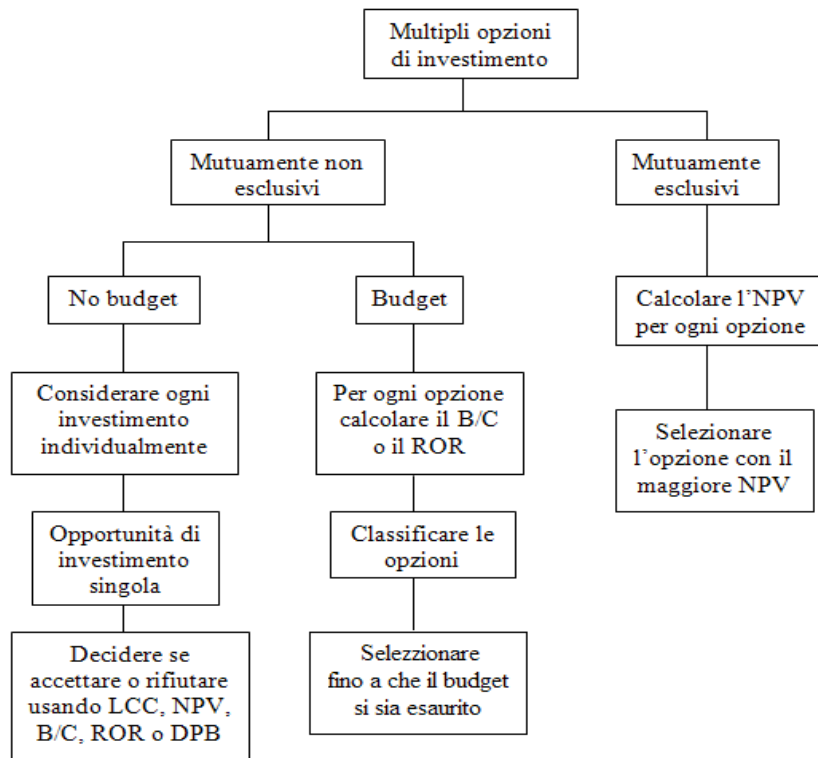 Multipli opzioni
di investimento
Mutuamente non
esclusivi
Mutuamente
esclusivi
No budget
Budget
Calcolare l'NPV
per ogni opzione
Considerare ogni
investimento
individualmente
Per ogni opzione
calcolare il B/C
o il ROR
Selezionare
l'opzione con il
maggiore NPV
Opportunità di
investimento
singola
Classificare le
opzioni
Decidere se
accettare o rifiutare
usando LCC, NPV,
B/C, ROR o DPB
Selezzionare
fino a che il budget
si sia esaurito